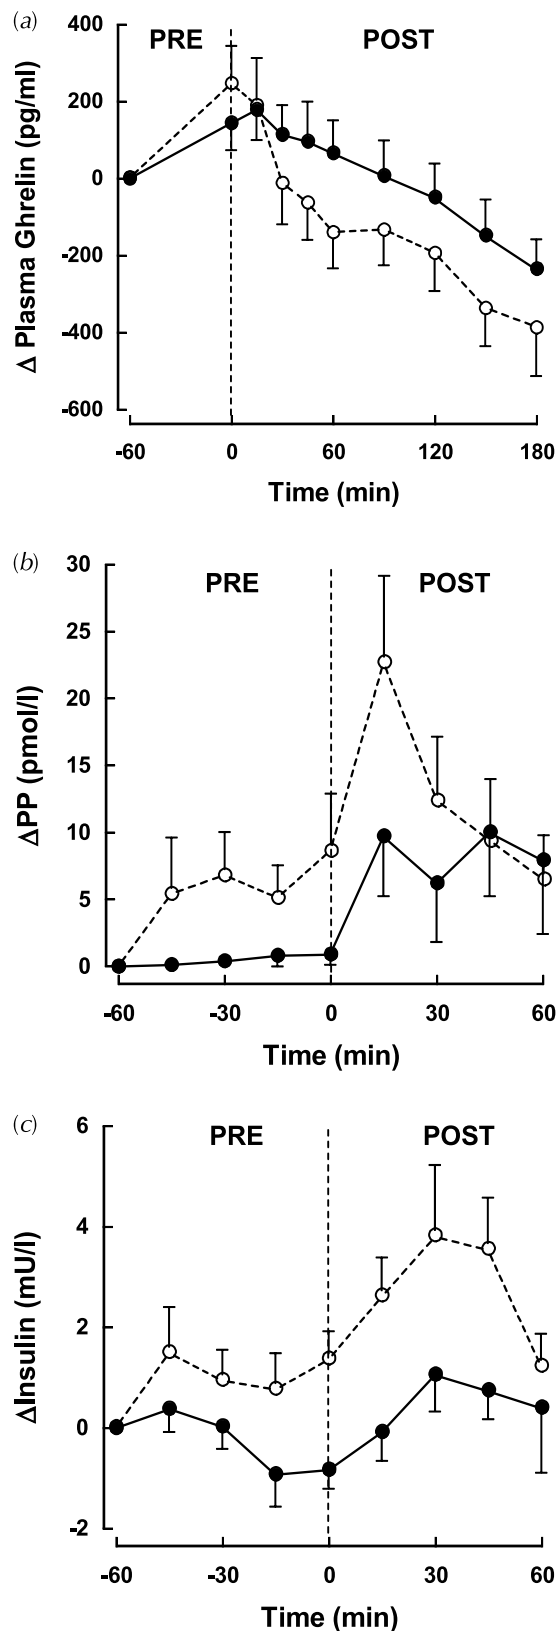 (a)
PRE POST
400
200
0
-200
-400
-600
Δ Plasma Ghrelin (pg/ml)
-60 0 60 120 180
Time (min)
(b)
PRE POST
30
25
20
15
10
5
0
ΔPP (pmol/l)
-60 -30 0 30 60
Time (min)
(c)
PRE POST
6
4
2
0
-2
ΔInsulin (mU/l)
-60 -30 0 30 60
Time (min)